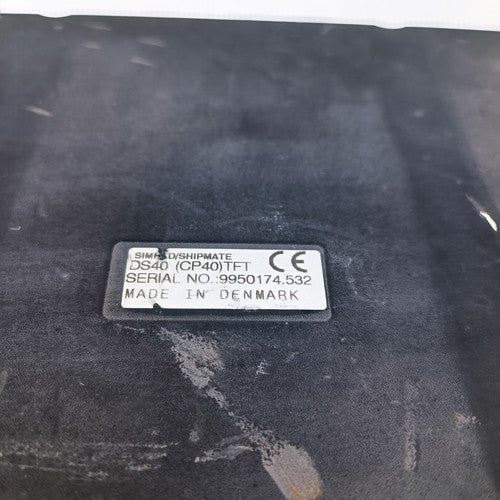 SIMRAD/SHIPMATE
DS40 (CP40)TFT CE
SERIAL NO.:9950174.532
MADE IN DENMARK